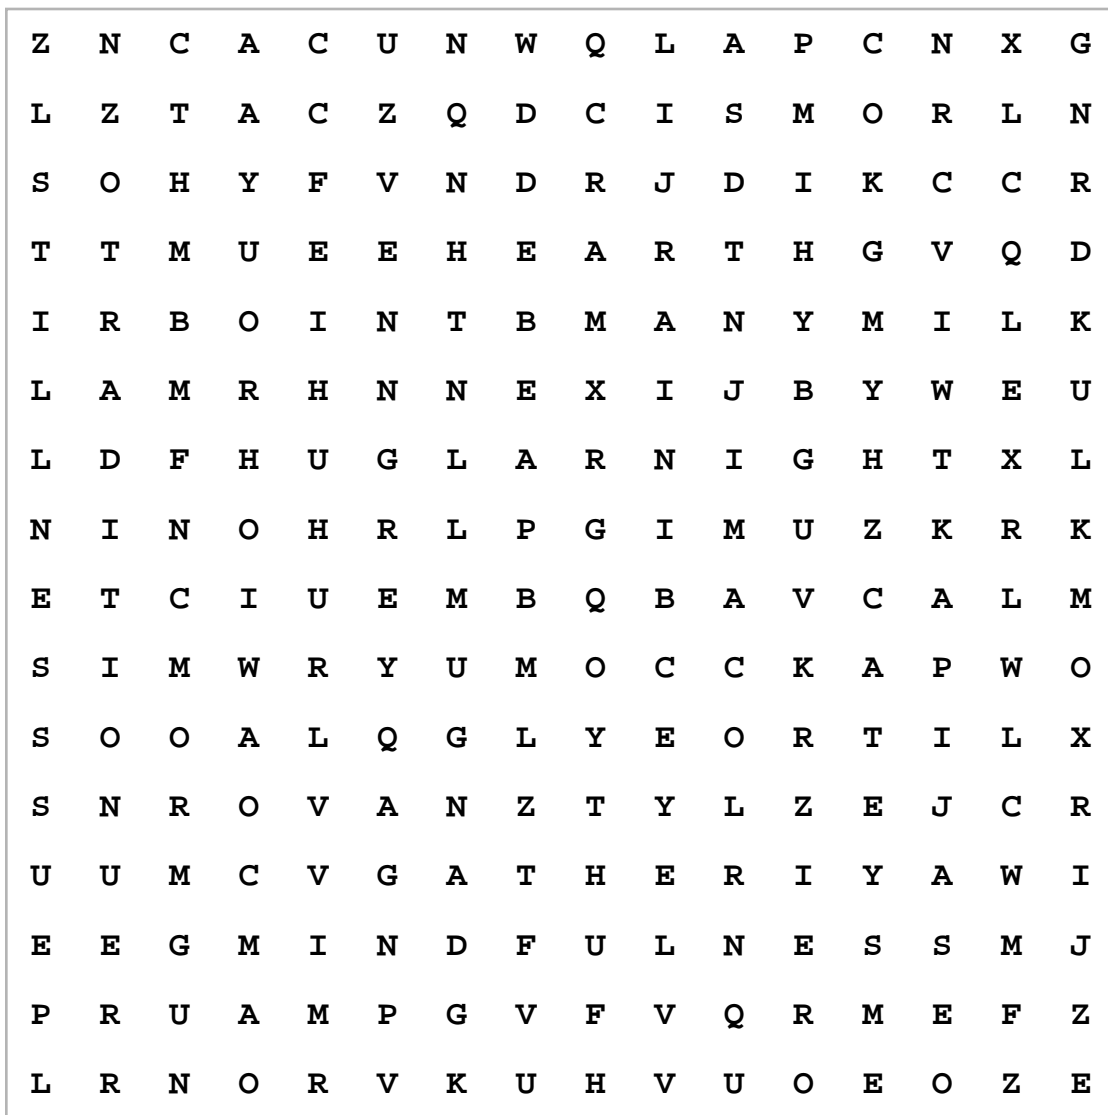 Z N C A C U N W Q L A P C N X G
L Z T A C Z Q D C I S M O R L N
S O H Y F V N D R J D I K C C R
T T M U E E H E A R T H G V Q D
I R B O I N T B M A N Y M I L K
L A M R H N N E X I J B Y W E U
L D F H U G L A R N I G H T X L
N I N O H R L P G I M U Z K R K
E T C I U E M B Q B A V C A L M
S I M W R Y U M O C C K A P W O
S O O A L Q G L Y E O R T I L X
S N R O V A N Z T Y L Z E J C R
U U M C V G A T H E R I Y A W I
E E G M I N D F U L N E S S M J
P R U A M P G V F V Q R M E F Z
L R N O R V K U H V U O E O Z E